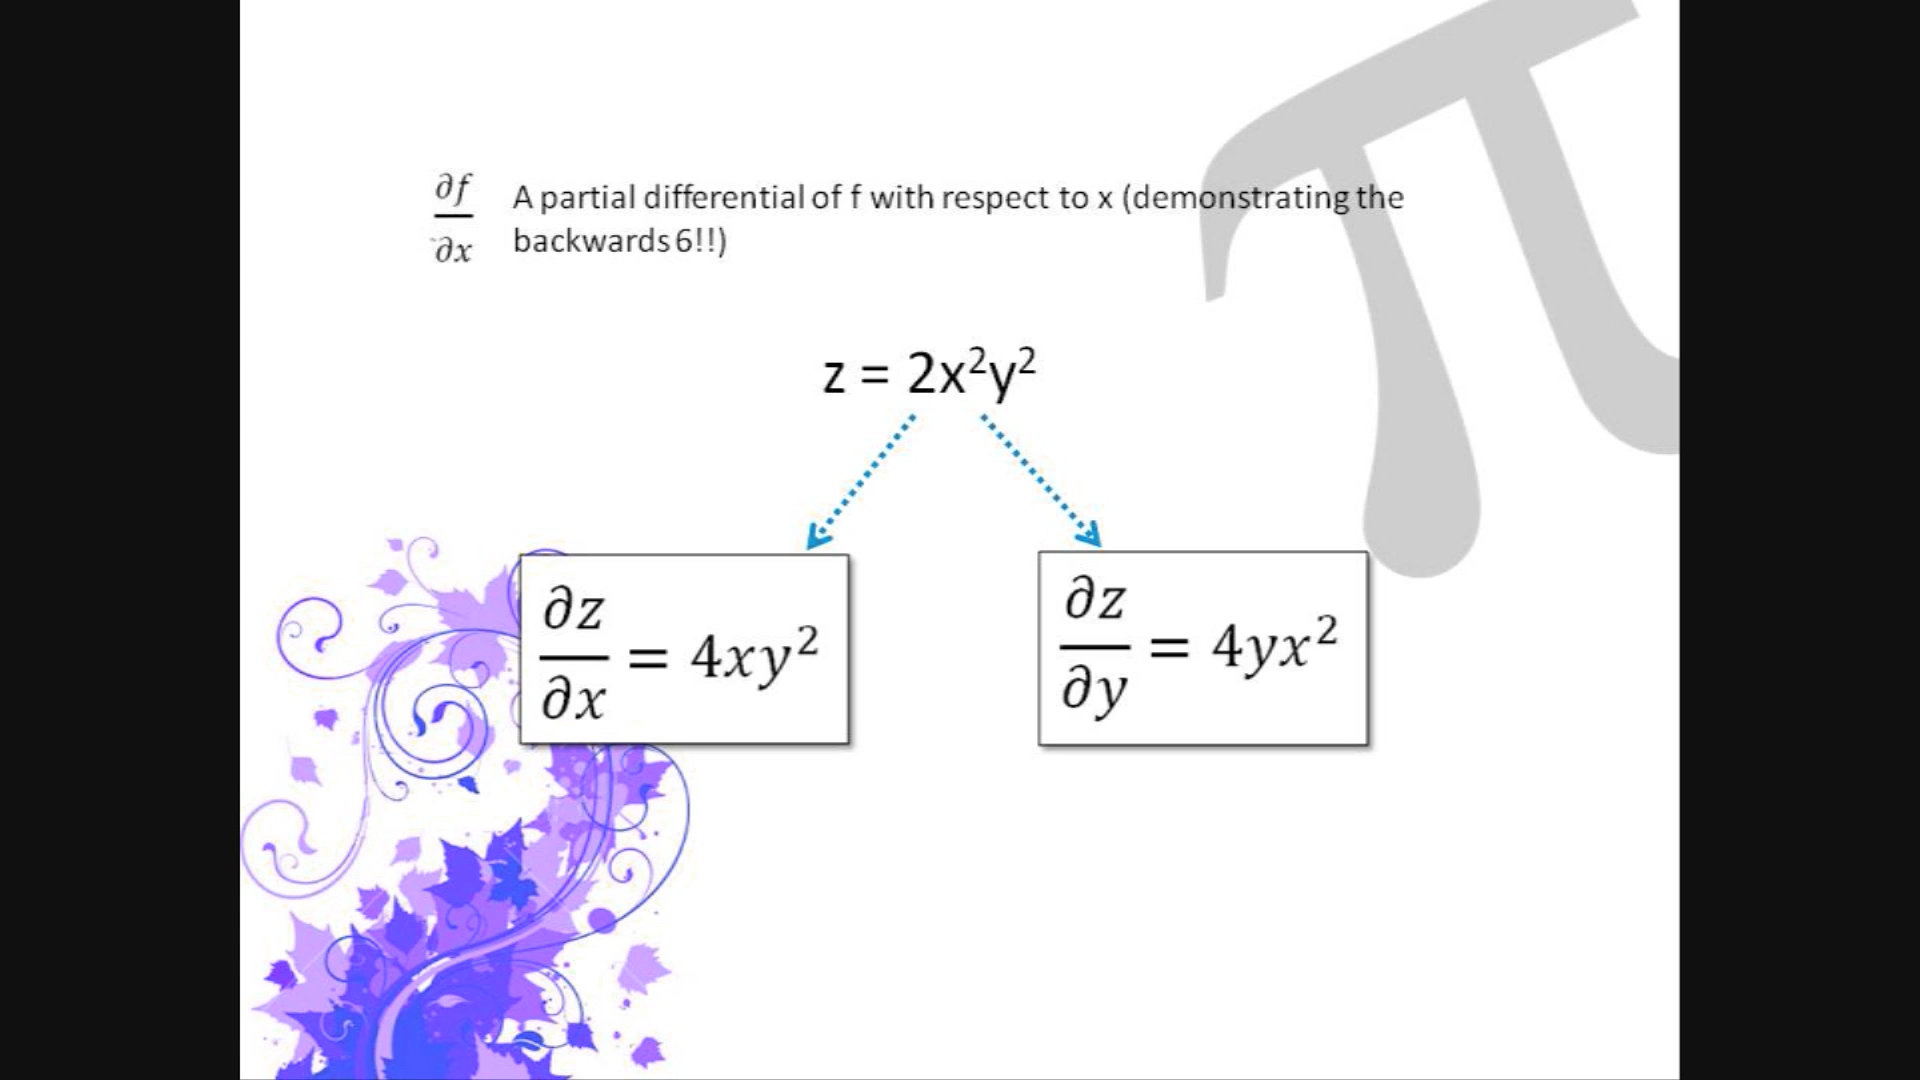 ∂f/∂x A partial differential of f with respect to x (demonstrating the
backwards 6!!)
z = 2x²y²
∂z/∂x = 4xy²
∂z/∂y = 4yx²
π